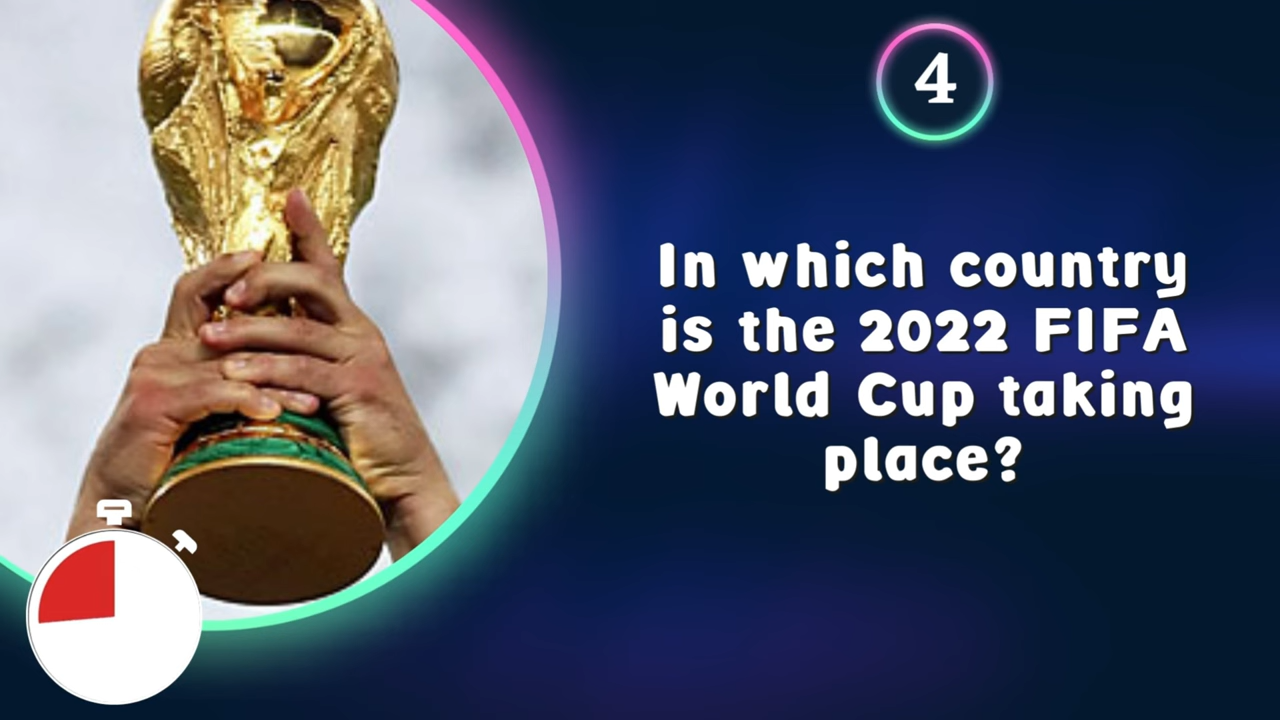 4
In which country
is the 2022 FIFA
World Cup taking
place?